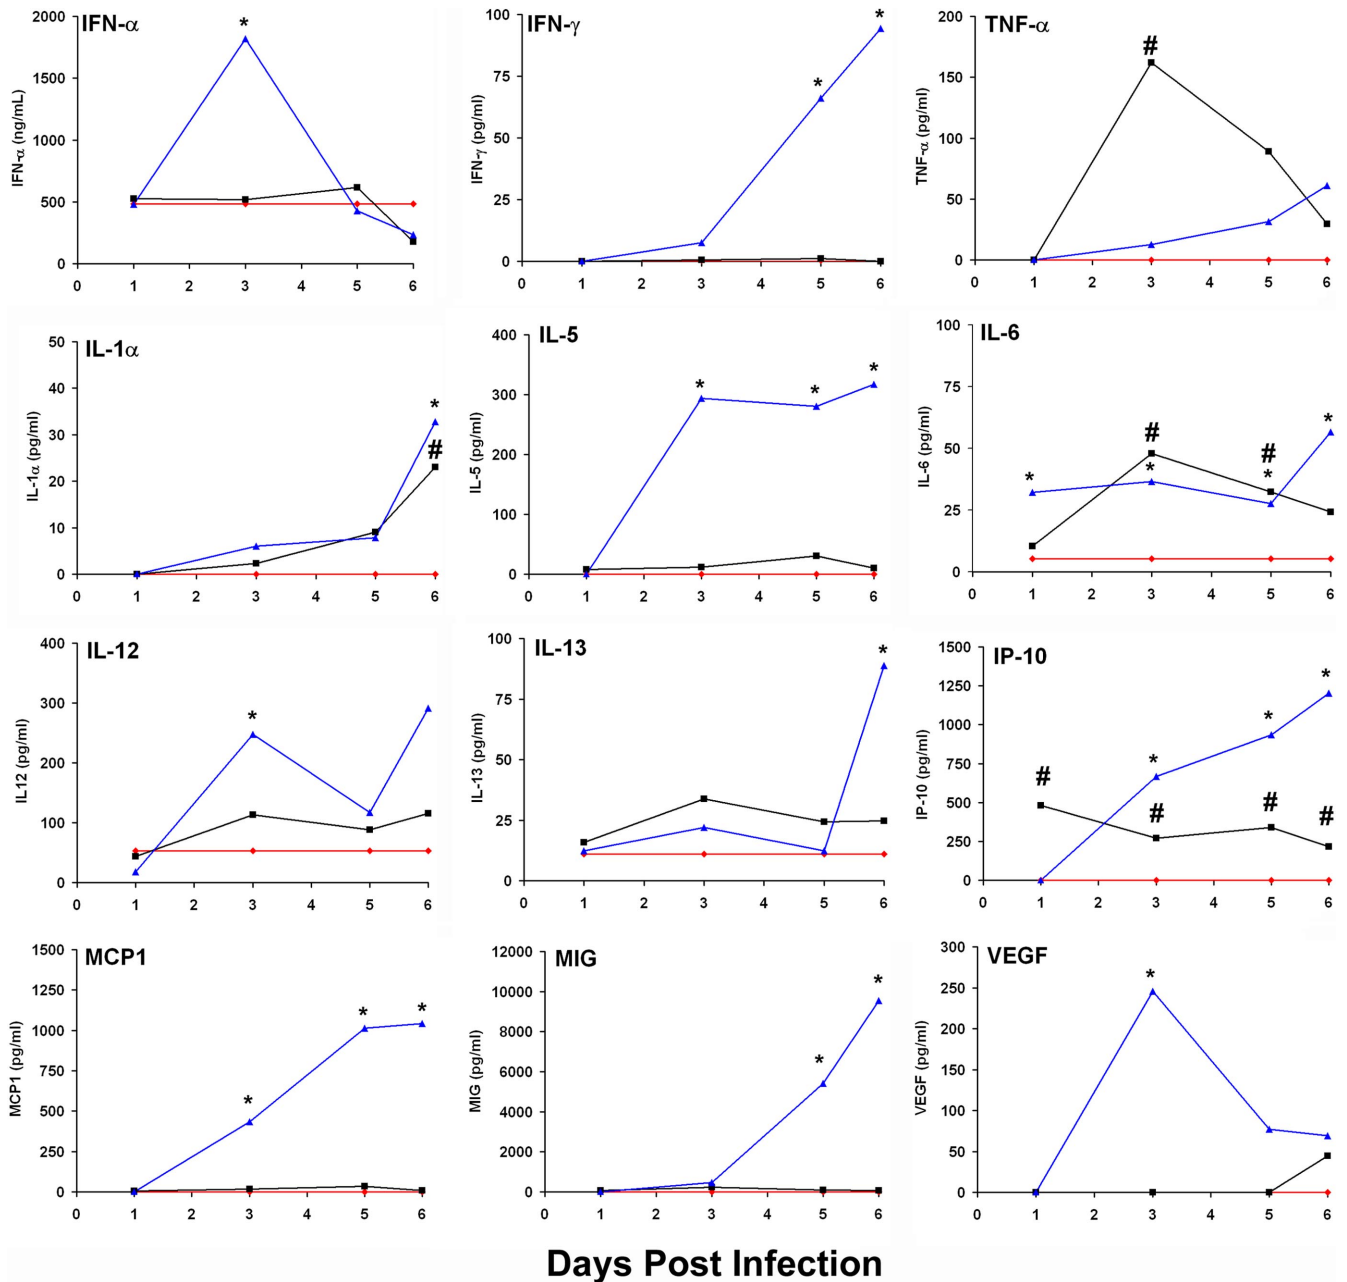 IFN-α
IFN-α (ng/mL)
2000
1500
1000
500
0
0 1 2 3 4 5 6
*
IFN-γ
IFN-γ (pg/ml)
100
75
50
25
0
0 1 2 3 4 5 6
* *
TNF-α
TNF-α (pg/ml)
200
150
100
50
0
0 1 2 3 4 5 6
#
IL-1α
IL-1α (pg/ml)
50
40
30
20
10
0
0 1 2 3 4 5 6
*
#
IL-5
IL-5 (pg/ml)
400
300
200
100
0
0 1 2 3 4 5 6
* * *
IL-6
IL-6 (pg/ml)
100
75
50
25
0
0 1 2 3 4 5 6
# # *
* * *
IL-12
IL12 (pg/ml)
400
300
200
100
0
0 1 2 3 4 5 6
*
IL-13
IL-13 (pg/ml)
100
75
50
25
0
0 1 2 3 4 5 6
*
IP-10
IP-10 (pg/ml)
1500
1250
1000
750
500
250
0
0 1 2 3 4 5 6
* * *
# # # #
MCP1
MCP1 (pg/ml)
1500
1250
1000
750
500
250
0
0 1 2 3 4 5 6
* * *
MIG
MIG (pg/ml)
12000
10000
8000
6000
4000
2000
0
0 1 2 3 4 5 6
* *
VEGF
VEGF (pg/ml)
300
250
200
150
100
50
0
0 1 2 3 4 5 6
*
Days Post Infection